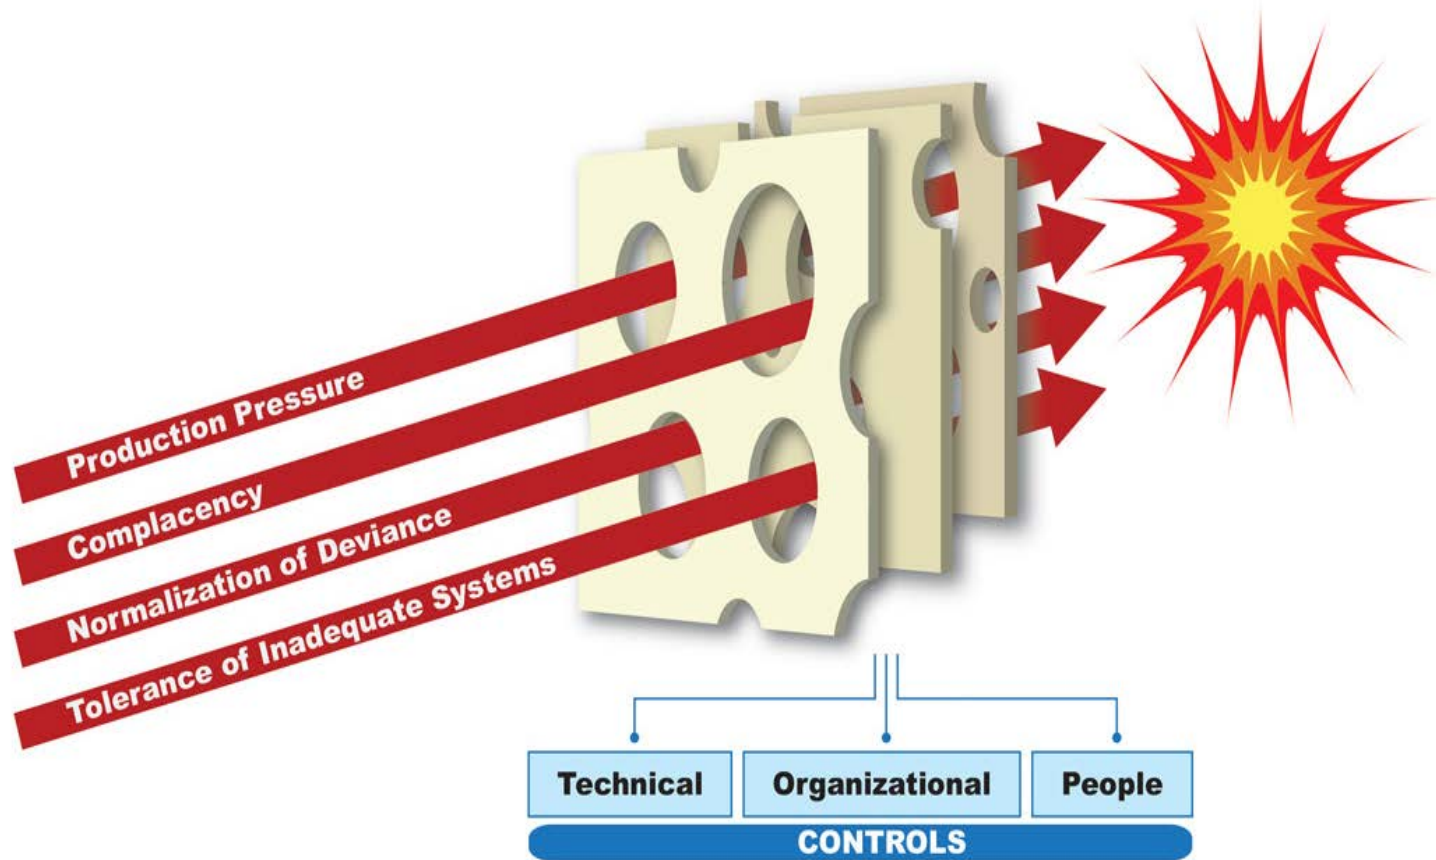 Production Pressure
Complacency
Normalization of Deviance
Tolerance of Inadequate Systems
Technical
Organizational
People
CONTROLS